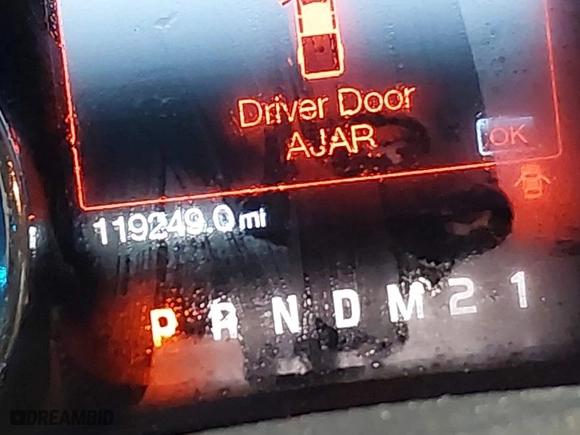 Driver Door
AJAR
OK
119249.0 mi
P R N D M 2 1
DREAMBID